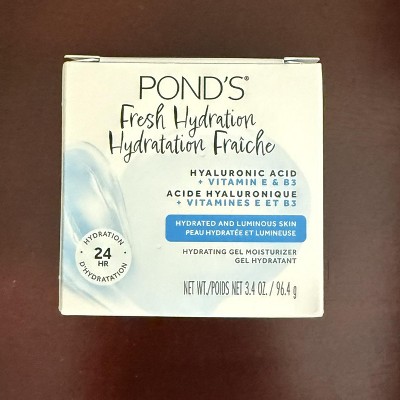 POND'S®
Fresh Hydration
Hydratation Fraîche
HYALURONIC ACID
+ VITAMIN E & B3
ACIDE HYALURONIQUE
+ VITAMINES E ET B3
HYDRATED AND LUMINOUS SKIN
PEAU HYDRATÉE ET LUMINEUSE
HYDRATING GEL MOISTURIZER
GEL HYDRATANT
HYDRATION
24
HR
D'HYDRATATION
NET WT./POIDS NET 3.4 OZ. / 96.4 g